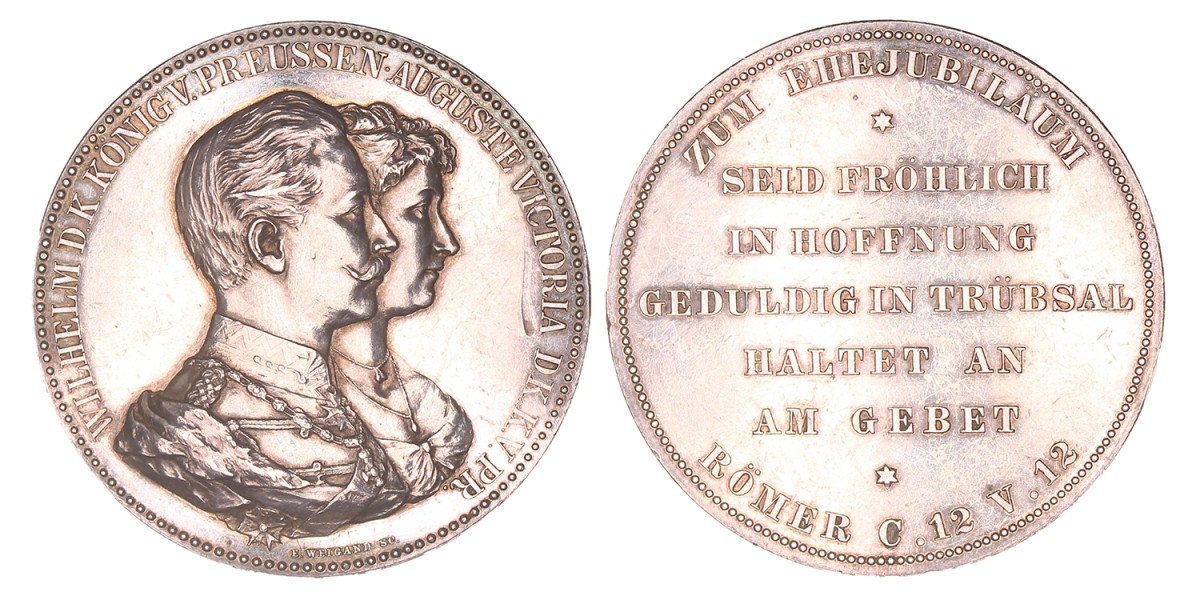 WILHELM D K KÖNIG V. PREUSSEN · AUGUSTE VICTORIA D K K V. PR.
E. WEIGAND SC.
ZUM EHEJUBILÄUM
SEID FRÖHLICH
IN HOFFNUNG
GEDULDIG IN TRÜBSAL
HALTET AN
AM GEBET
RÖMER C. 12 V. 12